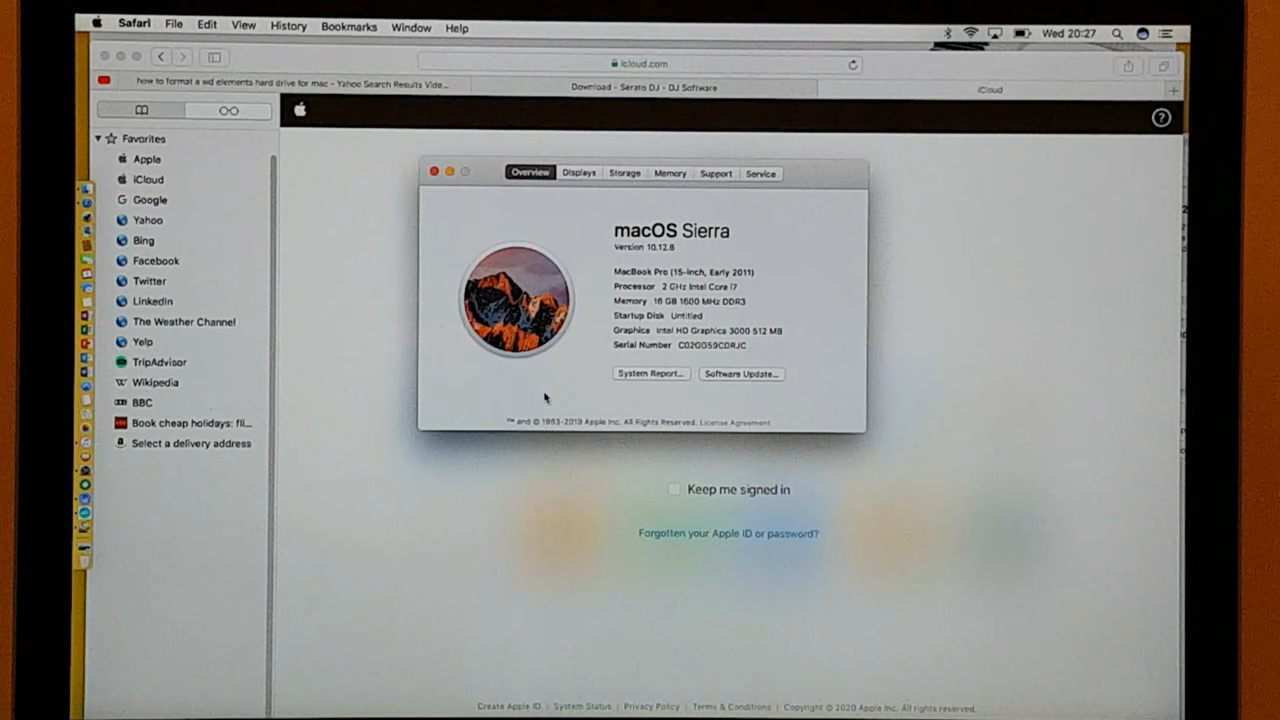 Safari File Edit View History Bookmarks Window Help Wed 20:27
icloud.com
how to format a wd elements hard drive for mac - Yahoo Search Results Vide... Download - Serato DJ - DJ Software iCloud +
?
Favorites
Apple
iCloud
G Google
Yahoo
Bing
Facebook
Twitter
LinkedIn
The Weather Channel
Yelp
TripAdvisor
W Wikipedia
BBC
Book cheap holidays: fli...
a Select a delivery address
Overview Displays Storage Memory Support Service
macOS Sierra
Version 10.12.6
MacBook Pro (15-inch, Early 2011)
Processor 2 GHz Intel Core i7
Memory 16 GB 1600 MHz DDR3
Startup Disk Untitled
Graphics Intel HD Graphics 3000 512 MB
Serial Number
System Report... Software Update...
™ and © 1983-2019 Apple Inc. All Rights Reserved. License Agreement
Keep me signed in
Forgotten your Apple ID or password?
Create Apple ID | System Status | Privacy Policy | Terms & Conditions | Copyright © 2020 Apple Inc. All rights reserved.